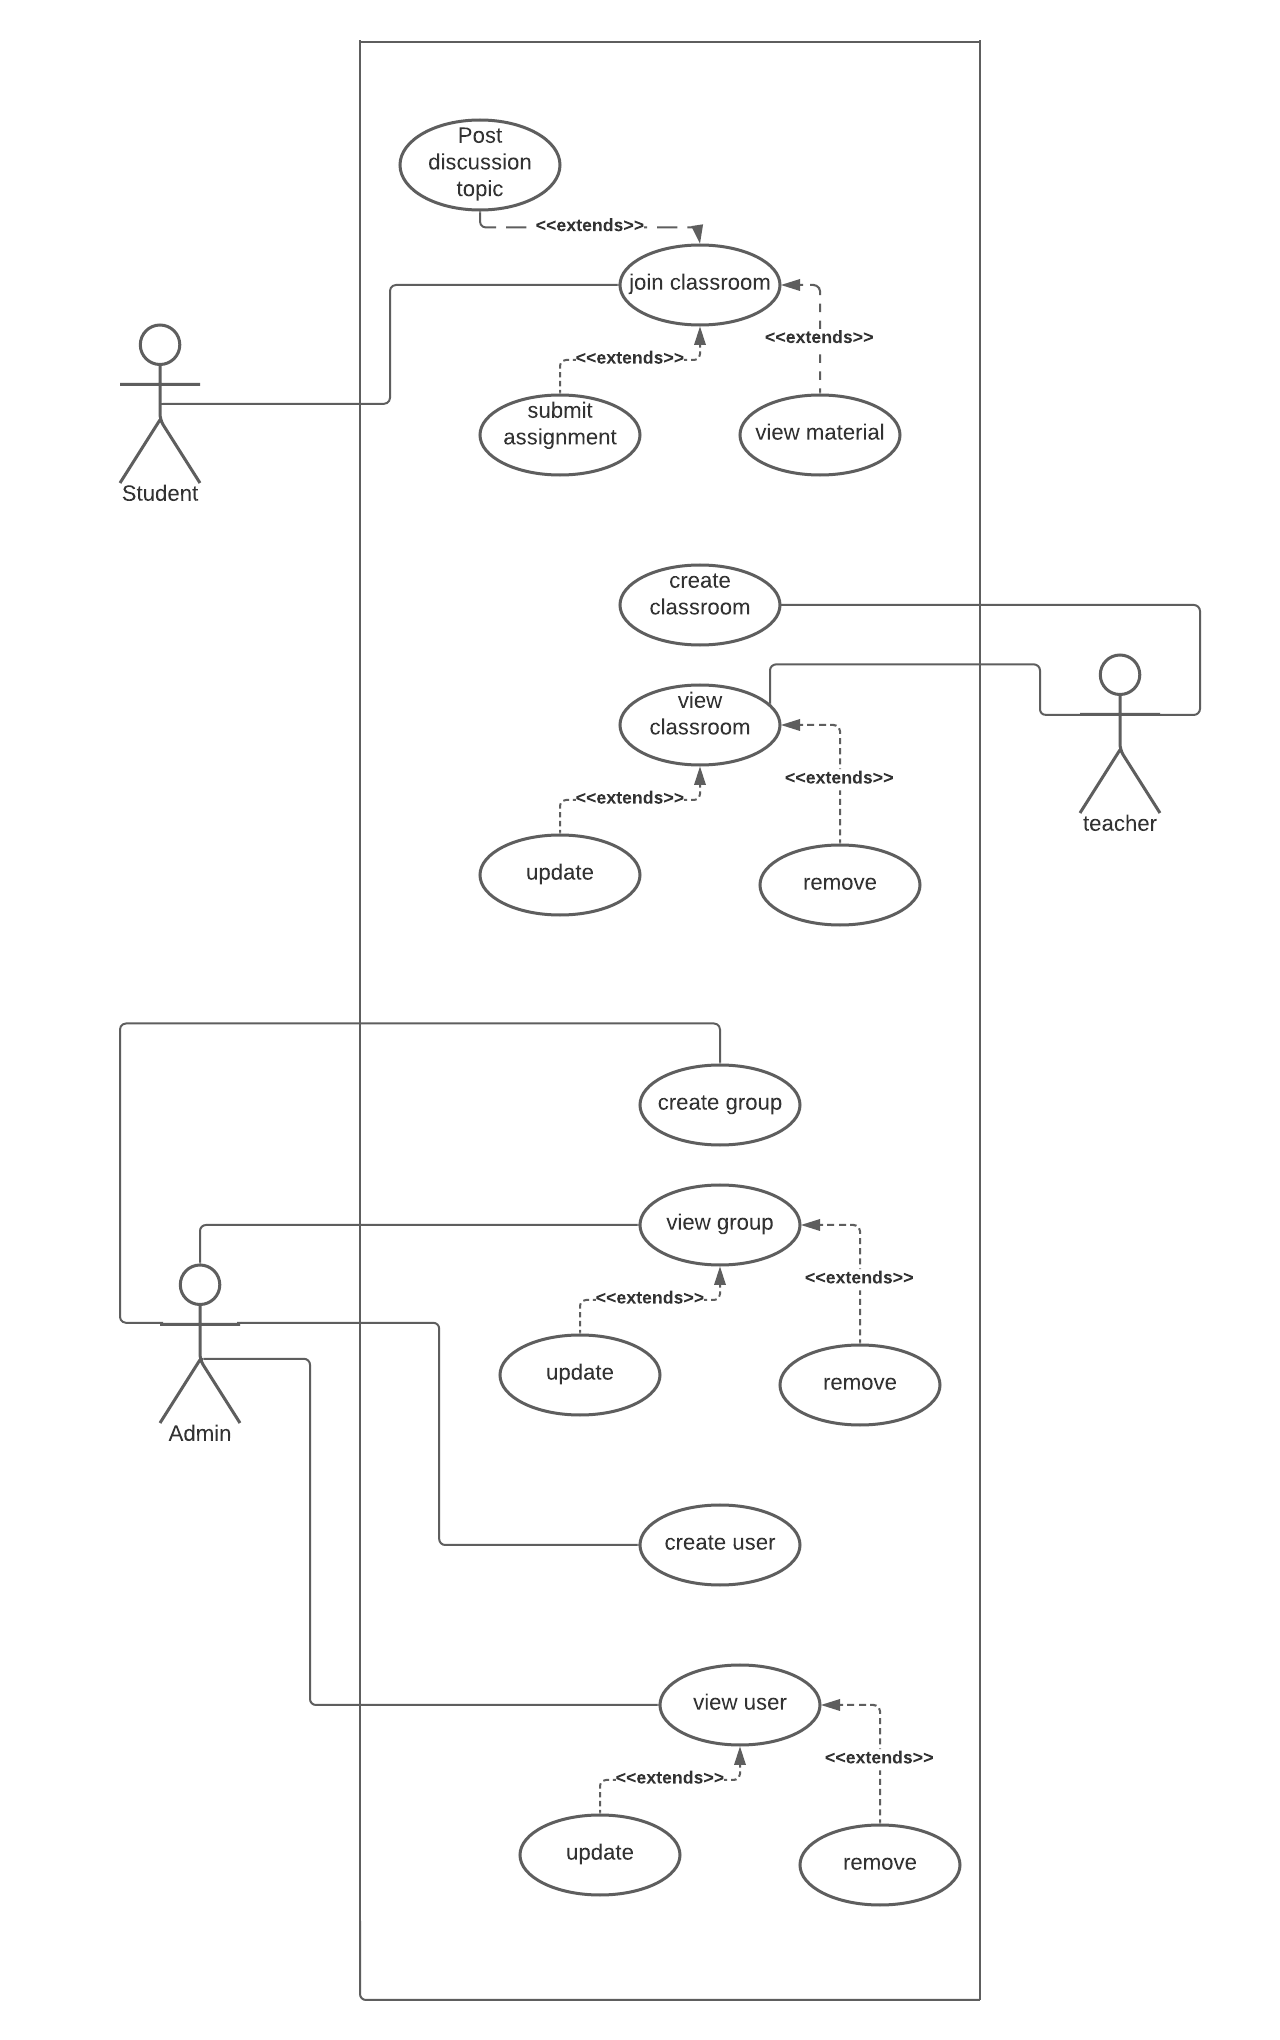 Post
discussion
topic
<<extends>>
join classroom
<<extends>>
<<extends>>
submit
assignment
view material
Student
create
classroom
view
classroom
<<extends>>
<<extends>>
teacher
update
remove
create group
view group
<<extends>>
<<extends>>
update
remove
Admin
create user
view user
<<extends>>
<<extends>>
update
remove